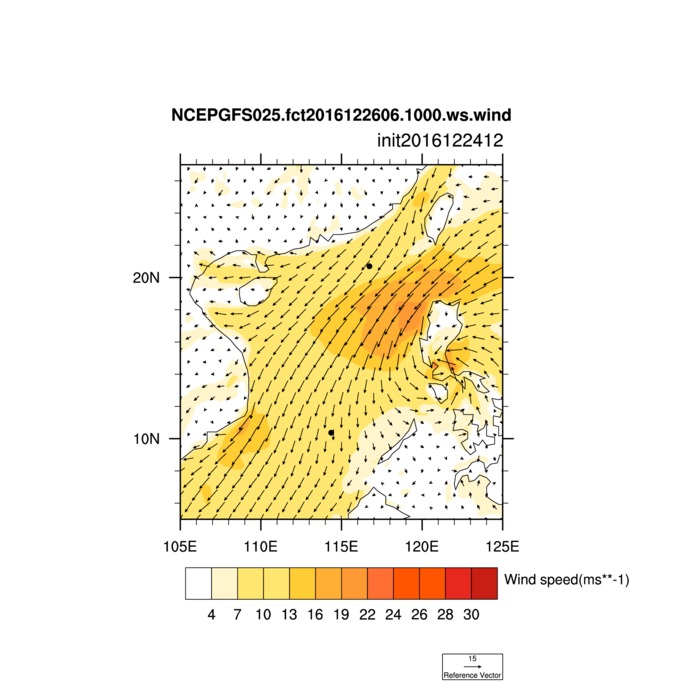 NCEPGFS025.fct2016122606.1000.ws.wind
init2016122412
20N
10N
105E 110E 115E 120E 125E
Wind speed(ms**-1)
4 7 10 13 16 19 22 24 26 28 30
15
Reference Vector